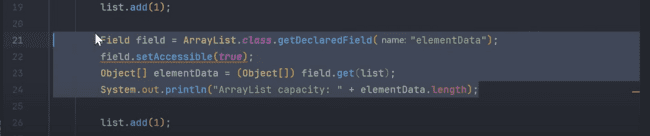 19 list.add(1);
20
21 Field field = ArrayList.class.getDeclaredField( name: "elementData");
22 field.setAccessible(true);
23 Object[] elementData = (Object[]) field.get(list);
24 System.out.println("ArrayList capacity: " + elementData.length);
26 list.add(1);